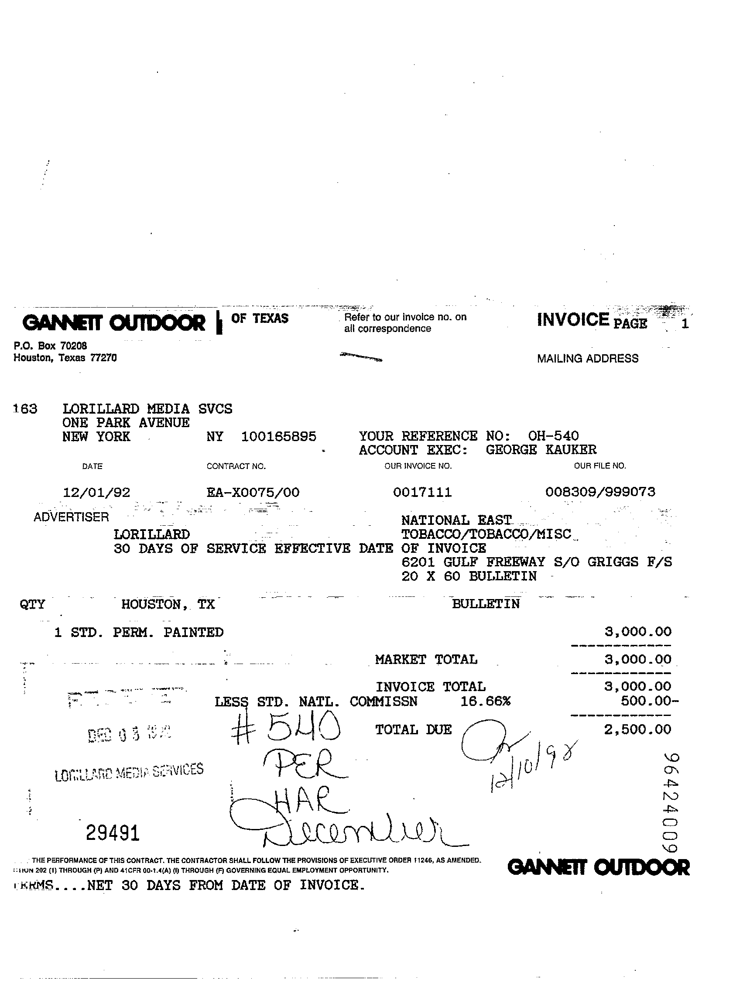 GANNETT OUTDOOR OF TEXAS
Refer to our invoice no. on
all correspondence
INVOICE PAGE 1
P.O. Box 70208
Houston, Texas 77270
MAILING ADDRESS
163 LORILLARD MEDIA SVCS
ONE PARK AVENUE
NEW YORK NY 100165895 YOUR REFERENCE NO: OH-540
ACCOUNT EXEC: GEORGE KAUKER
DATE CONTRACT NO. OUR INVOICE NO. OUR FILE NO.
12/01/92 EA-X0075/00 0017111 008309/999073
ADVERTISER NATIONAL EAST
LORILLARD TOBACCO/TOBACCO/MISC
30 DAYS OF SERVICE EFFECTIVE DATE OF INVOICE
6201 GULF FREEWAY S/O GRIGGS F/S
20 X 60 BULLETIN
QTY HOUSTON, TX BULLETIN
1 STD. PERM. PAINTED 3,000.00
MARKET TOTAL 3,000.00
INVOICE TOTAL 3,000.00
LESS STD. NATL. COMMISSN 16.66% 500.00-
TOTAL DUE 2,500.00
#540
PER
HAR
December
12/10/92
DEC 03
LORILLARD MEDIA SERVICES
29491
96424009
THE PERFORMANCE OF THIS CONTRACT. THE CONTRACTOR SHALL FOLLOW THE PROVISIONS OF EXECUTIVE ORDER 11246, AS AMENDED.
202 (1) THROUGH (P) AND 41CFR 60-1.4(A) (I) THROUGH (F) GOVERNING EQUAL EMPLOYMENT OPPORTUNITY.
GANNETT OUTDOOR
TERMS....NET 30 DAYS FROM DATE OF INVOICE.